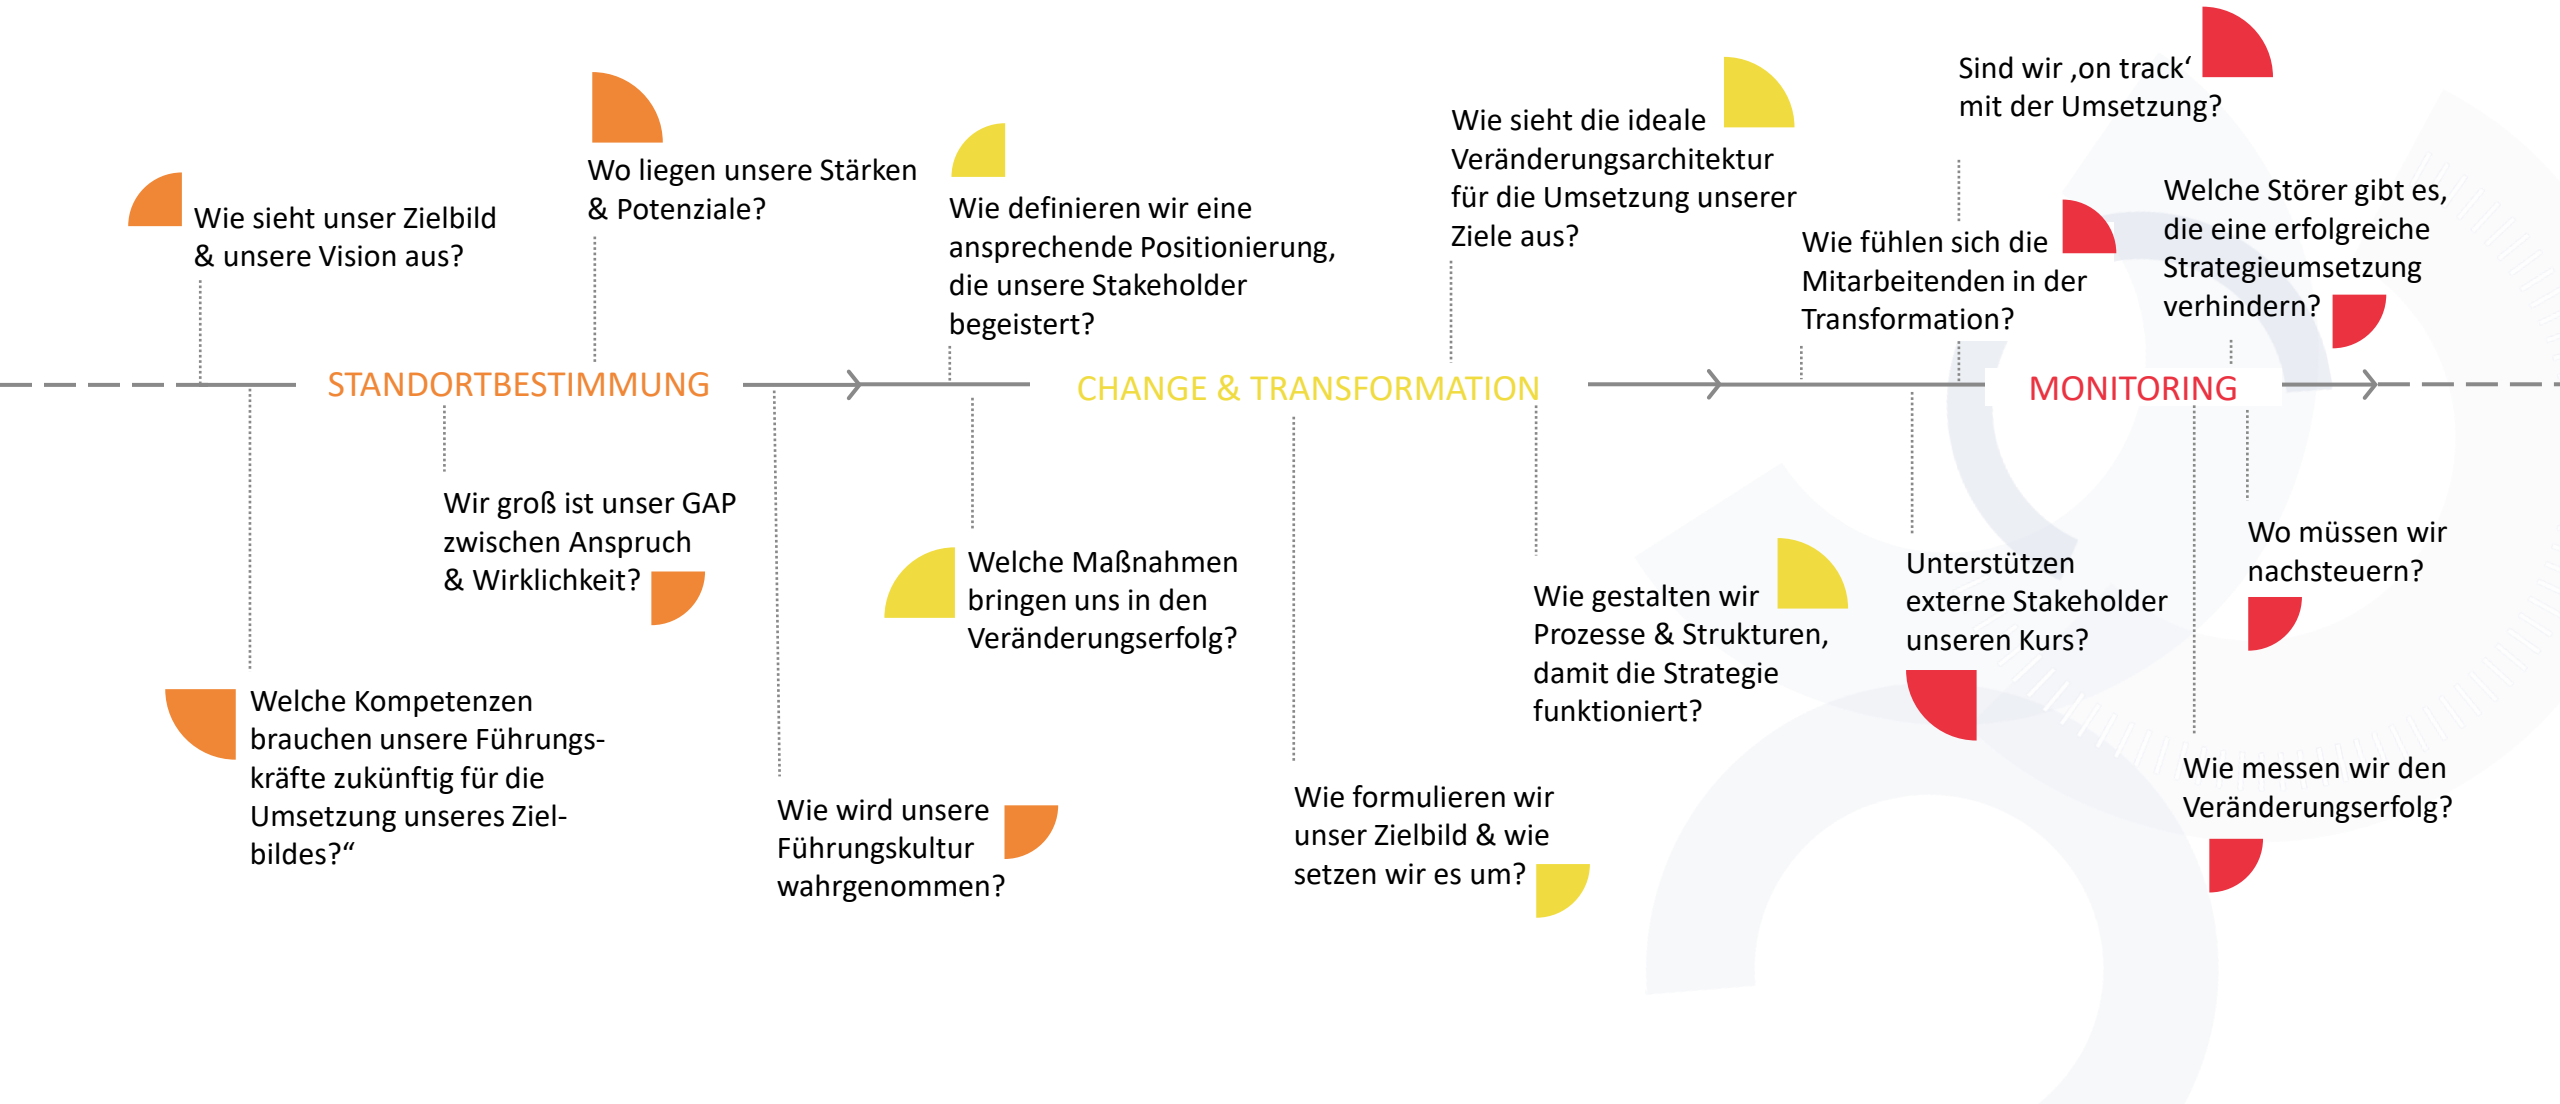 Wie sieht unser Zielbild
& unsere Vision aus?
Wo liegen unsere Stärken
& Potenziale?
Wie definieren wir eine
ansprechende Positionierung,
die unsere Stakeholder
begeistert?
Wie sieht die ideale
Veränderungsarchitektur
für die Umsetzung unserer
Ziele aus?
Sind wir ‚on track‘
mit der Umsetzung?
Wie fühlen sich die
Mitarbeitenden in der
Transformation?
Welche Störer gibt es,
die eine erfolgreiche
Strategieumsetzung
verhindern?
STANDORTBESTIMMUNG
CHANGE & TRANSFORMATION
MONITORING
Welche Kompetenzen
brauchen unsere Führungs-
kräfte zukünftig für die
Umsetzung unseres Ziel-
bildes?“
Wir groß ist unser GAP
zwischen Anspruch
& Wirklichkeit?
Wie wird unsere
Führungskultur
wahrgenommen?
Welche Maßnahmen
bringen uns in den
Veränderungserfolg?
Wie formulieren wir
unser Zielbild & wie
setzen wir es um?
Wie gestalten wir
Prozesse & Strukturen,
damit die Strategie
funktioniert?
Unterstützen
externe Stakeholder
unseren Kurs?
Wo müssen wir
nachsteuern?
Wie messen wir den
Veränderungserfolg?